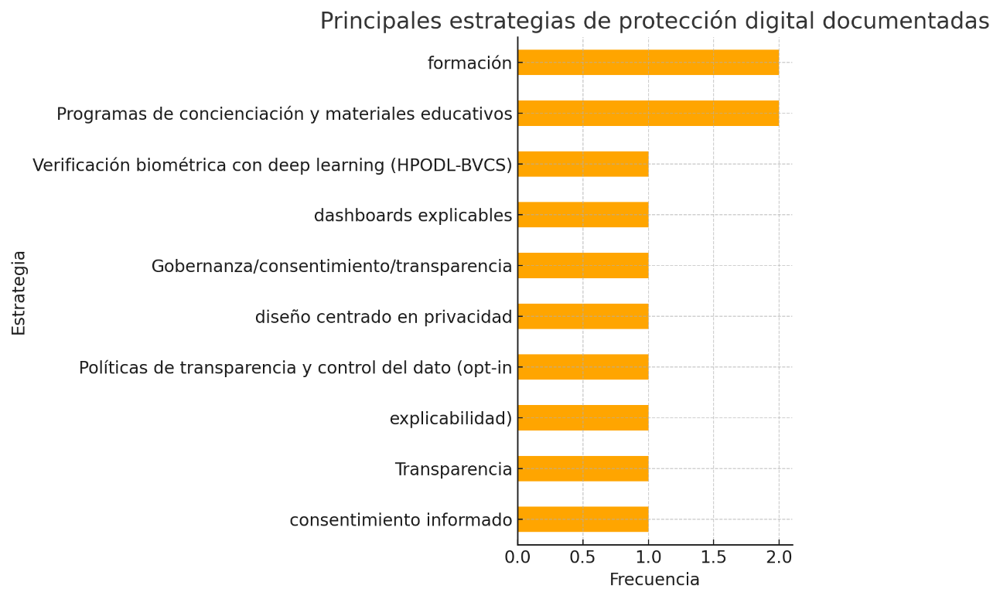 Principales estrategias de protección digital documentadas
formación
Programas de concienciación y materiales educativos
Verificación biométrica con deep learning (HPODL-BVCS)
dashboards explicables
Gobernanza/consentimiento/transparencia
diseño centrado en privacidad
Políticas de transparencia y control del dato (opt-in
explicabilidad)
Transparencia
consentimiento informado
Estrategia
0.0 0.5 1.0 1.5 2.0
Frecuencia